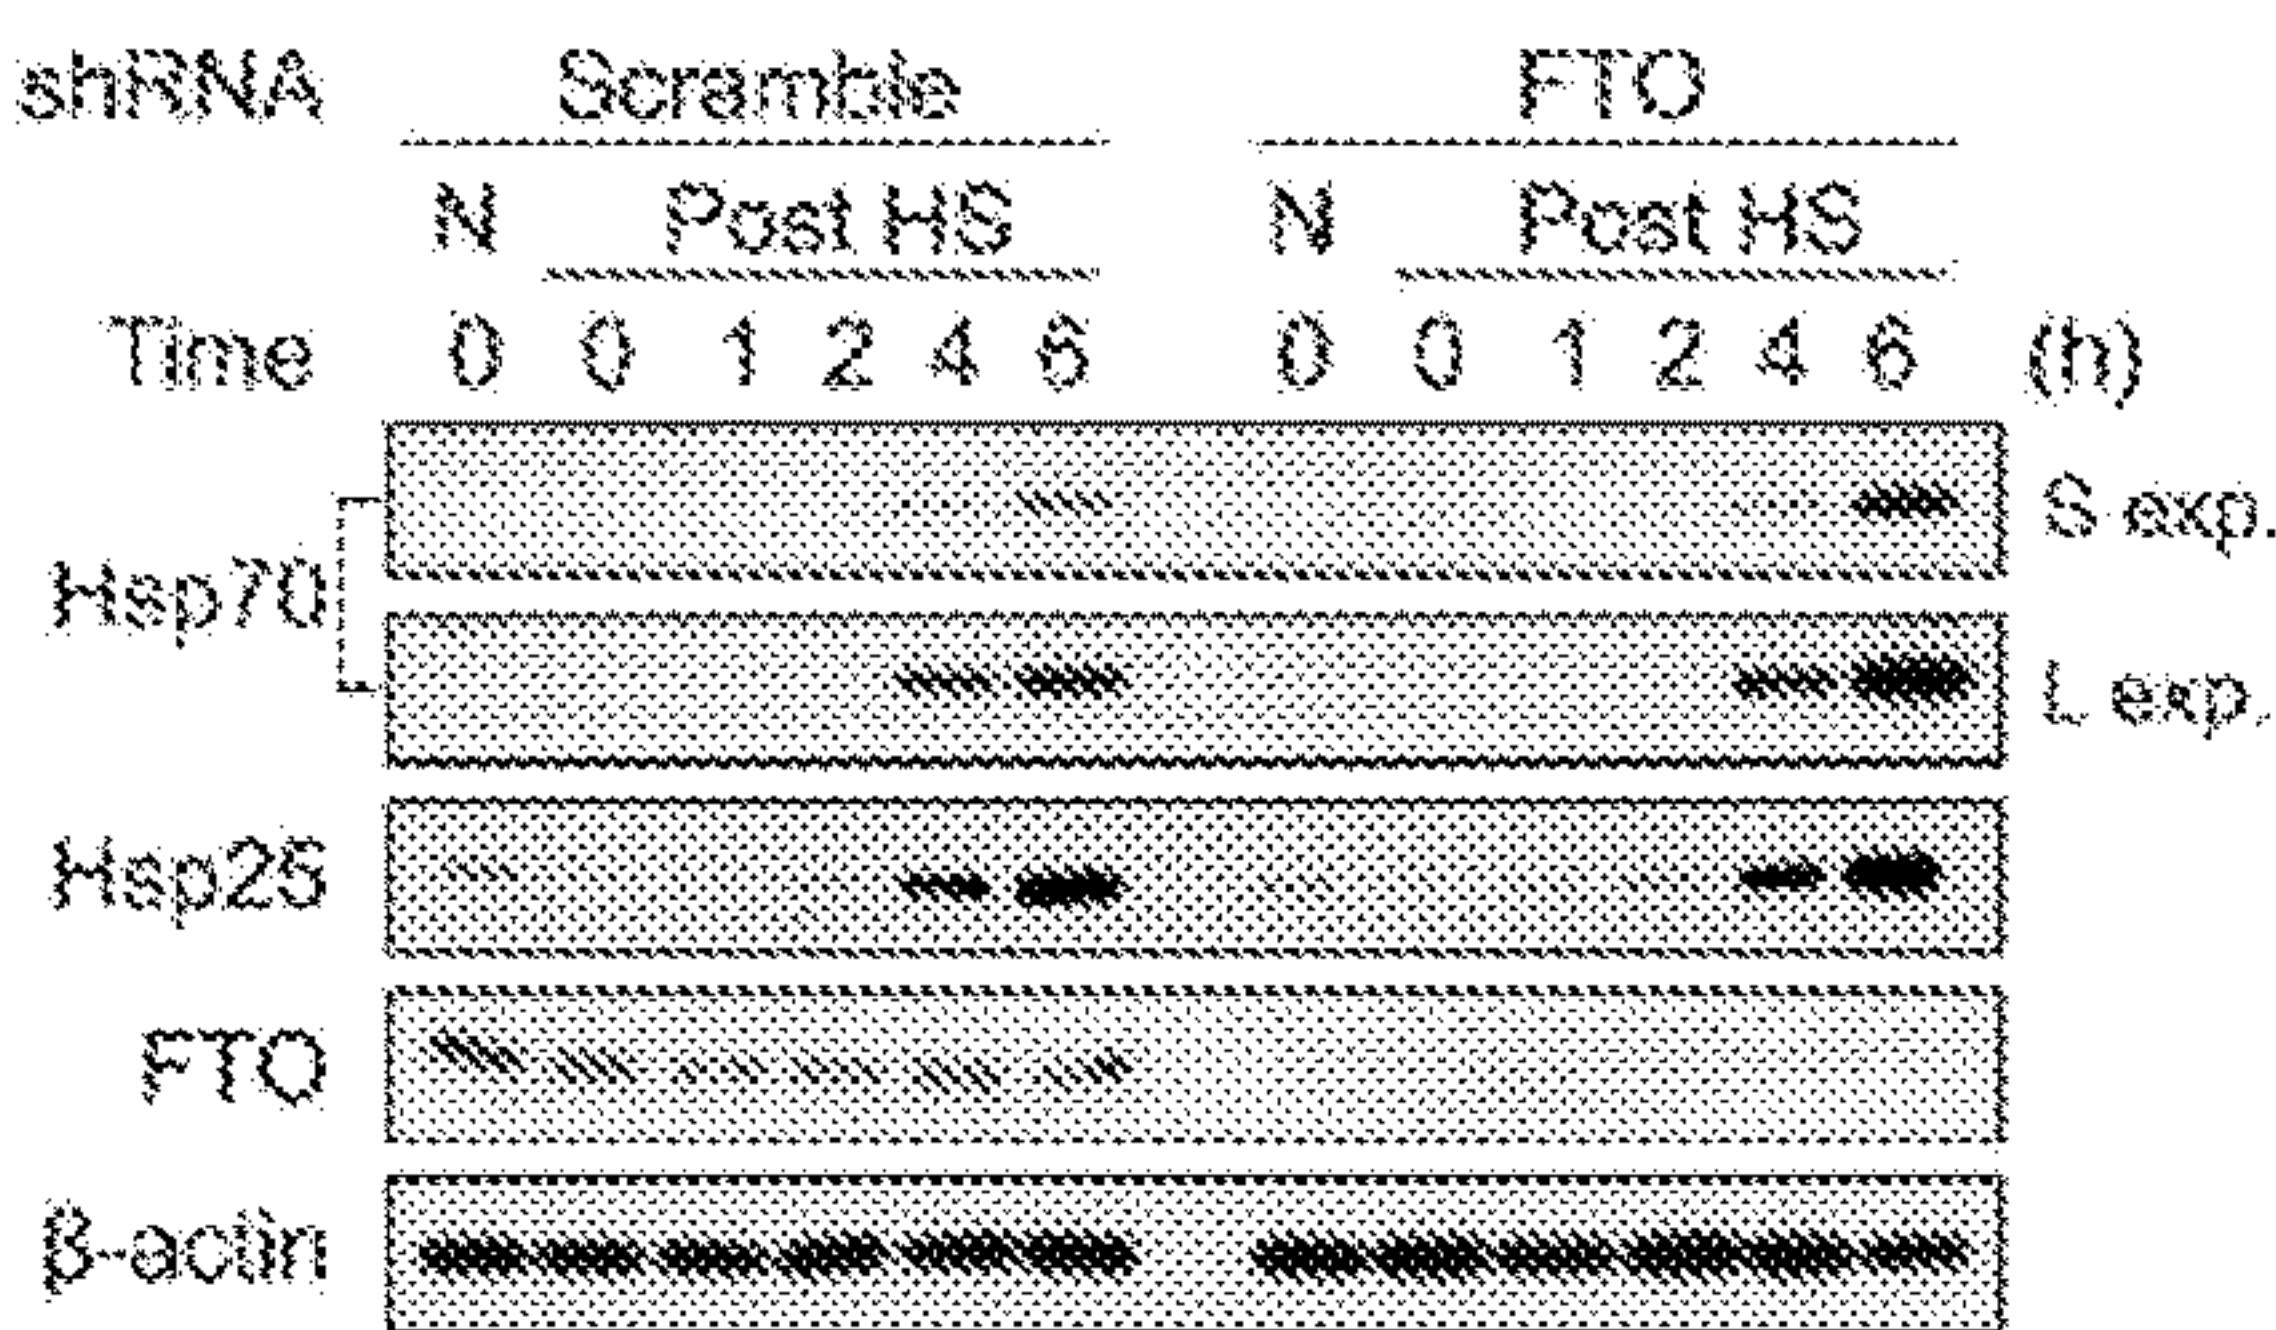 shRNA Scramble FTO
N Post HS N Post HS
Time 0 0 1 2 4 6 0 0 1 2 4 6 (h)
S exp.
Hsp70
L exp.
Hsp25
FTO
β-actin